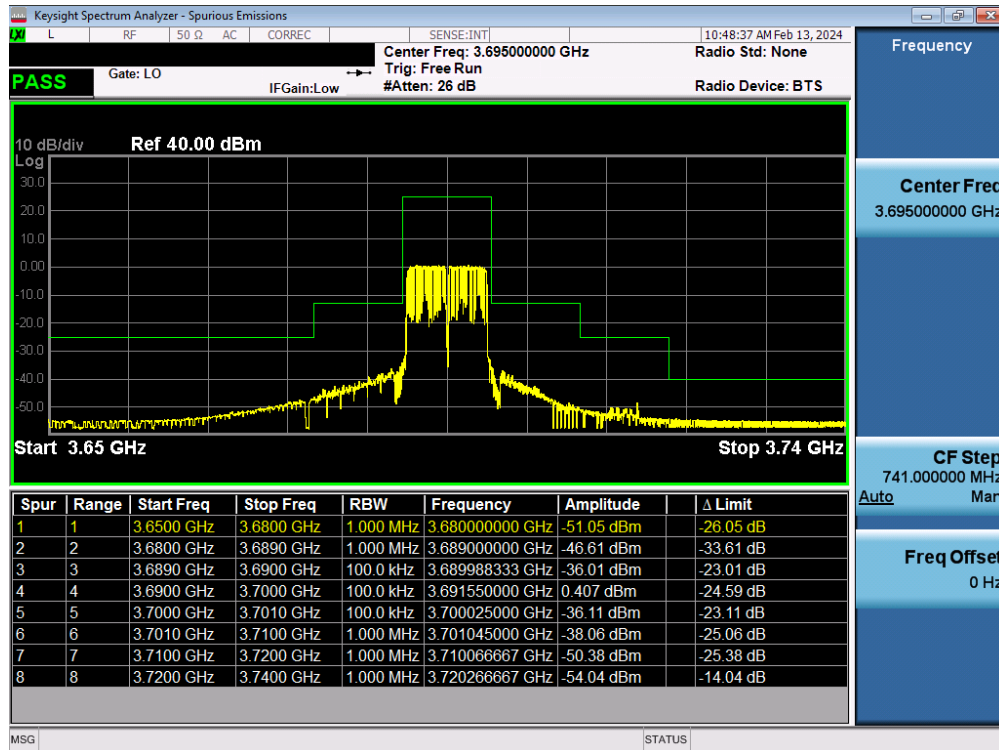 Keysight Spectrum Analyzer - Spurious Emissions
LXI L RF 50 Ω AC CORREC SENSE:INT 10:48:37 AM Feb 13, 2024
Center Freq: 3.695000000 GHz Radio Std: None
PASS Gate: LO Trig: Free Run
IFGain:Low #Atten: 26 dB Radio Device: BTS
10 dB/div Ref 40.00 dBm
Log
30.0
20.0
10.0
0.00
-10.0
-20.0
-30.0
-40.0
-50.0
Start 3.65 GHz Stop 3.74 GHz
Spur Range Start Freq Stop Freq RBW Frequency Amplitude Δ Limit
1 1 3.6500 GHz 3.6800 GHz 1.000 MHz 3.680000000 GHz -51.05 dBm -26.05 dB
2 2 3.6800 GHz 3.6890 GHz 1.000 MHz 3.689000000 GHz -46.61 dBm -33.61 dB
3 3 3.6890 GHz 3.6900 GHz 100.0 kHz 3.689988333 GHz -36.01 dBm -23.01 dB
4 4 3.6900 GHz 3.7000 GHz 100.0 kHz 3.691550000 GHz 0.407 dBm -24.59 dB
5 5 3.7000 GHz 3.7010 GHz 100.0 kHz 3.700025000 GHz -36.11 dBm -23.11 dB
6 6 3.7010 GHz 3.7100 GHz 1.000 MHz 3.701045000 GHz -38.06 dBm -25.06 dB
7 7 3.7100 GHz 3.7200 GHz 1.000 MHz 3.710066667 GHz -50.38 dBm -25.38 dB
8 8 3.7200 GHz 3.7400 GHz 1.000 MHz 3.720266667 GHz -54.04 dBm -14.04 dB
MSG STATUS
Frequency
Center Freq
3.695000000 GHz
CF Step
741.000000 MHz
Auto Man
Freq Offset
0 Hz